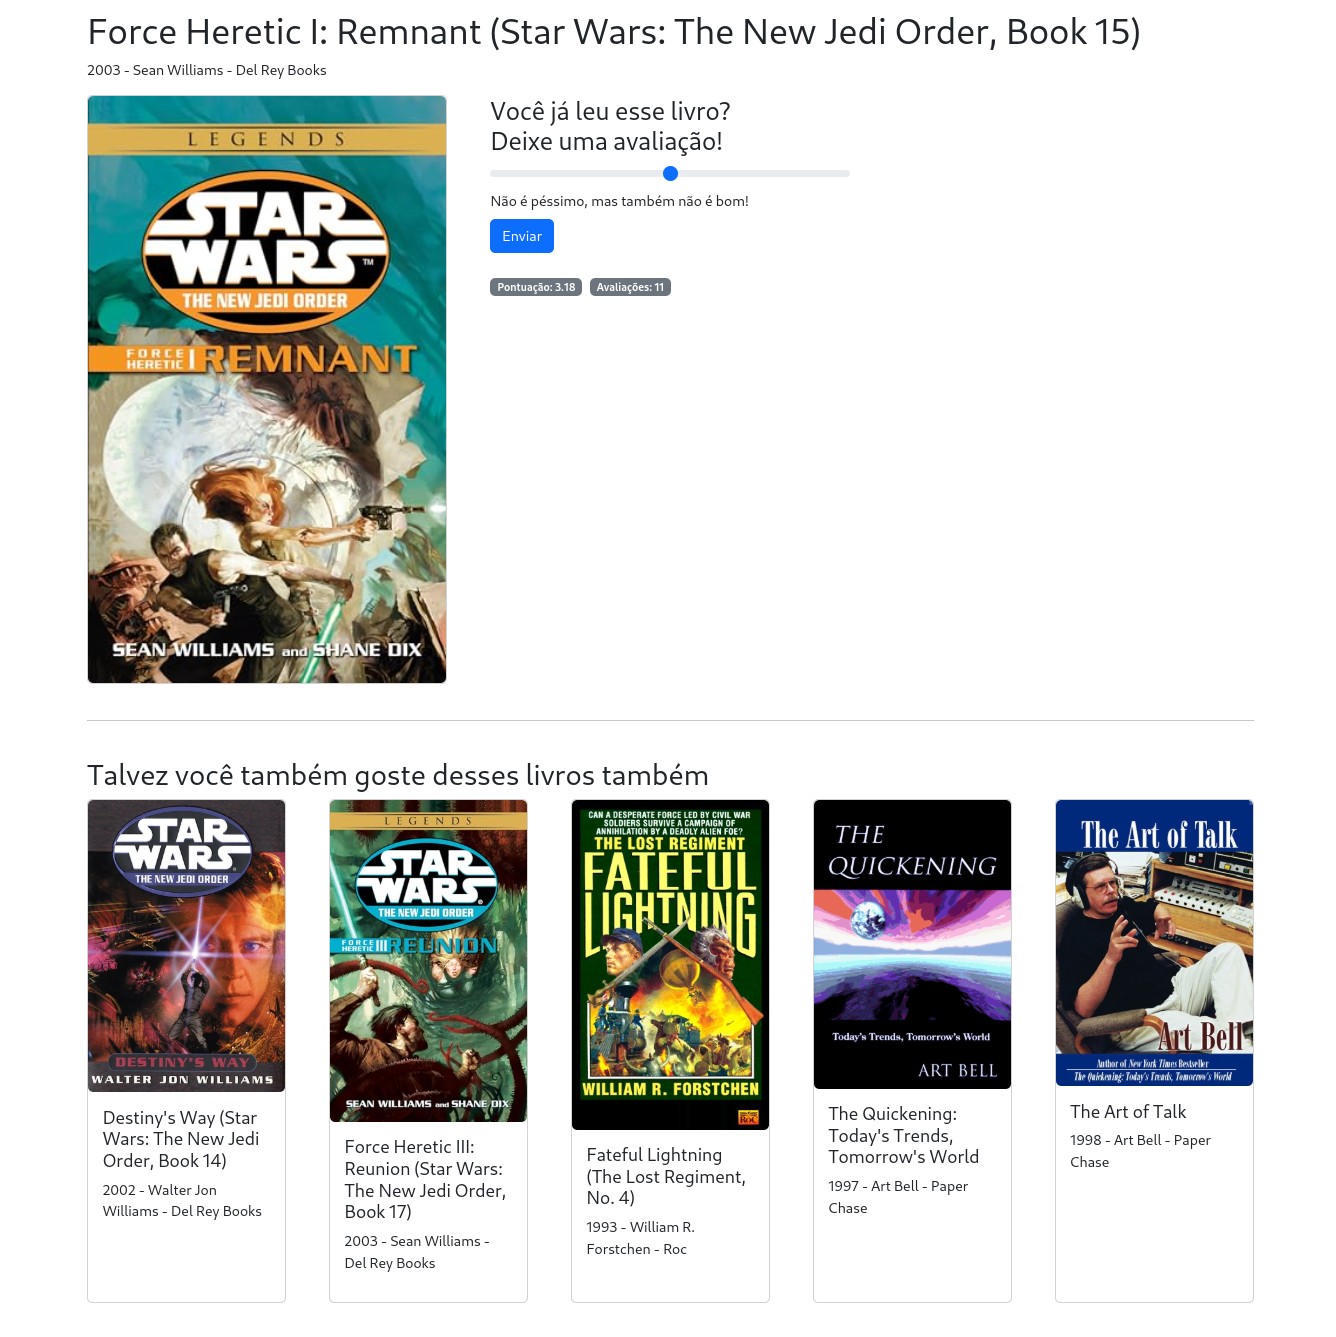 Force Heretic I: Remnant (Star Wars: The New Jedi Order, Book 15)
2003 - Sean Williams - Del Rey Books
LEGENDS
STAR
WARS™
THE NEW JEDI ORDER
FORCE
HERETIC I REMNANT
SEAN WILLIAMS and SHANE DIX
Você já leu esse livro?
Deixe uma avaliação!
Não é péssimo, mas também não é bom!
Enviar
Pontuação: 3.18 Avaliações: 11
Talvez você também goste desses livros também
STAR
WARS®
THE NEW JEDI ORDER
DESTINY'S WAY
WALTER JON WILLIAMS
Destiny's Way (Star
Wars: The New Jedi
Order, Book 14)
2002 - Walter Jon
Williams - Del Rey Books
LEGENDS
STAR
WARS®
THE NEW JEDI ORDER
FORCE
HERETIC III REUNION
SEAN WILLIAMS and SHANE DIX
Force Heretic III:
Reunion (Star Wars:
The New Jedi Order,
Book 17)
2003 - Sean Williams -
Del Rey Books
CAN A DESPERATE FORCE LED BY CIVIL WAR
SOLDIERS SURVIVE A CAMPAIGN OF
ANNIHILATION BY A DEADLY ALIEN FOE?
THE LOST REGIMENT
FATEFUL
LIGHTNING
WILLIAM R. FORSTCHEN
ROC
Fateful Lightning
(The Lost Regiment,
No. 4)
1993 - William R.
Forstchen - Roc
THE
QUICKENING
Today's Trends, Tomorrow's World
ART BELL
The Quickening:
Today's Trends,
Tomorrow's World
1997 - Art Bell - Paper
Chase
The Art of Talk
Art Bell
Author of New York Times Bestseller
The Quickening: Today's Trends, Tomorrow's World
The Art of Talk
1998 - Art Bell - Paper
Chase